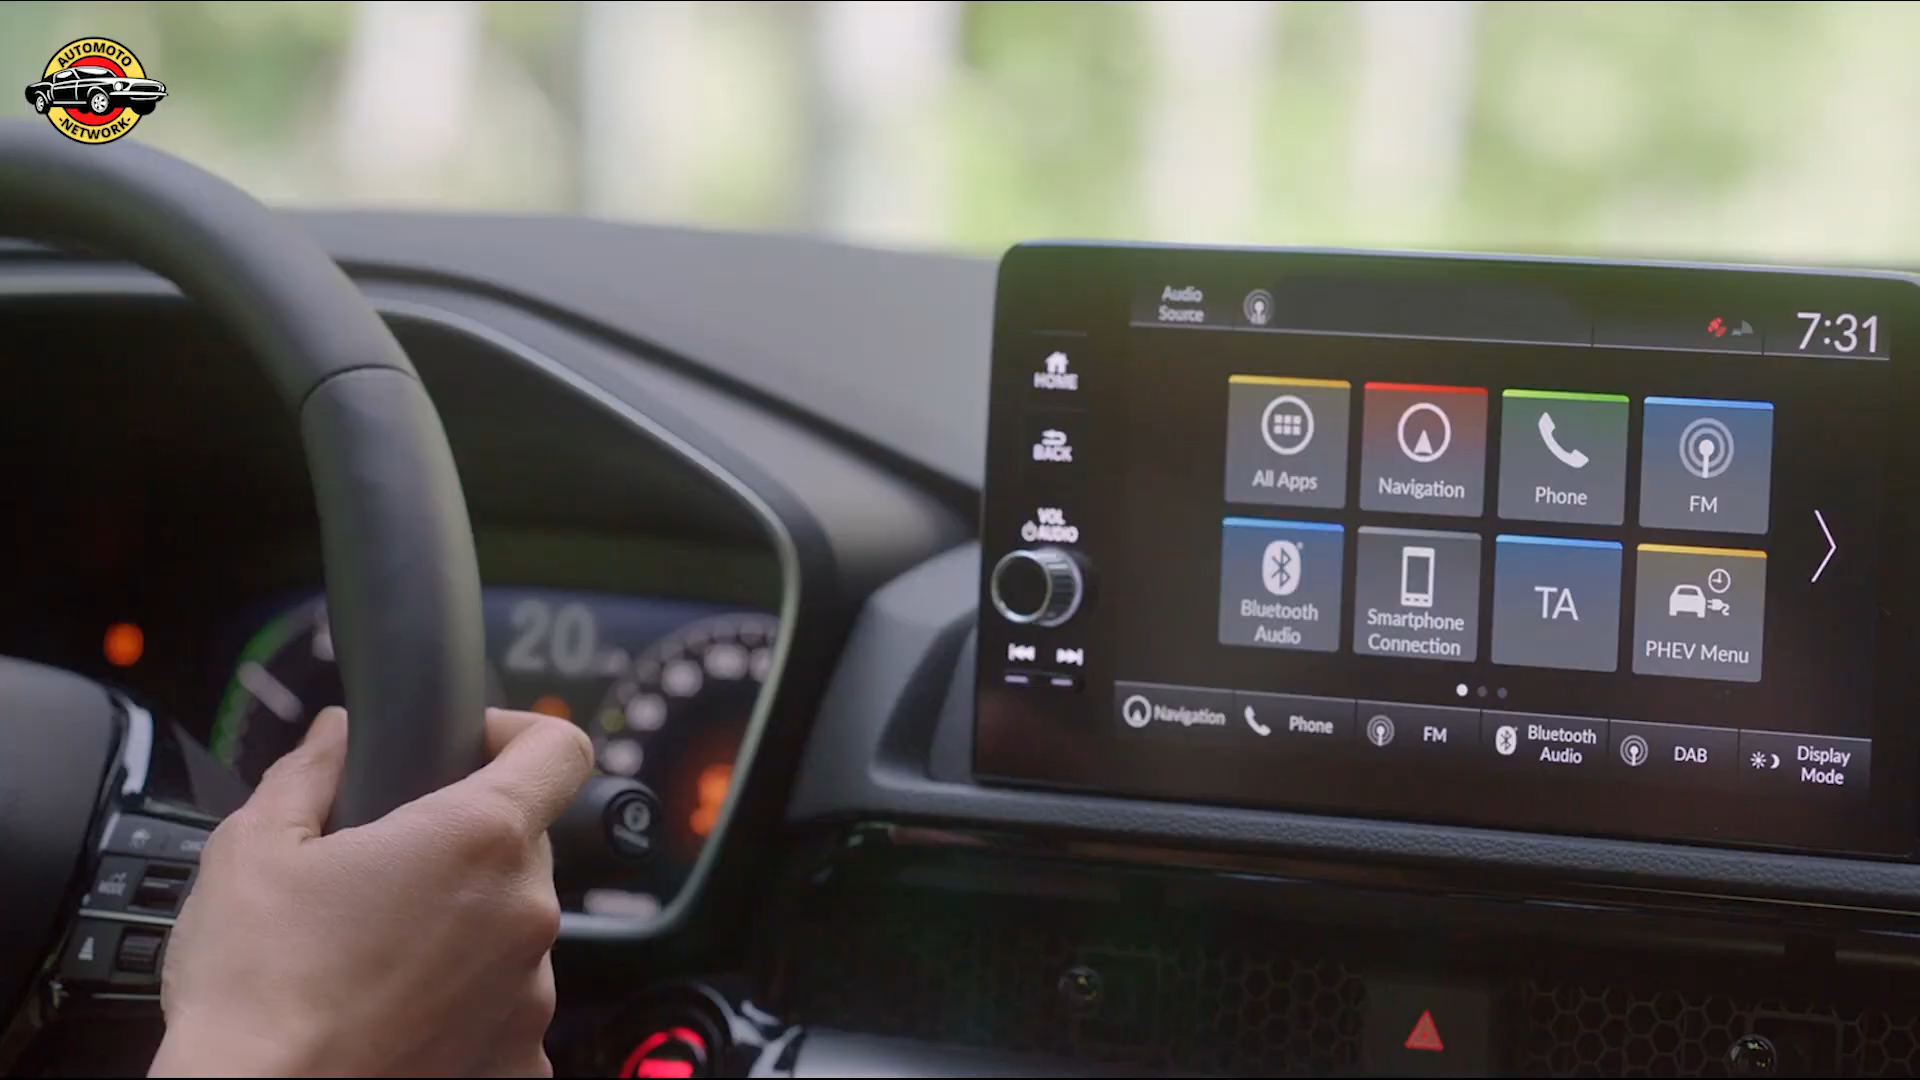 AUTOMOTO
-NETWORK-
Audio
Source
7:31
HOME
BACK
VOL
AUDIO
All Apps
Navigation
Phone
FM
Bluetooth
Audio
Smartphone
Connection
TA
PHEV Menu
Navigation
Phone
FM
Bluetooth
Audio
DAB
Display
Mode
20
MODE